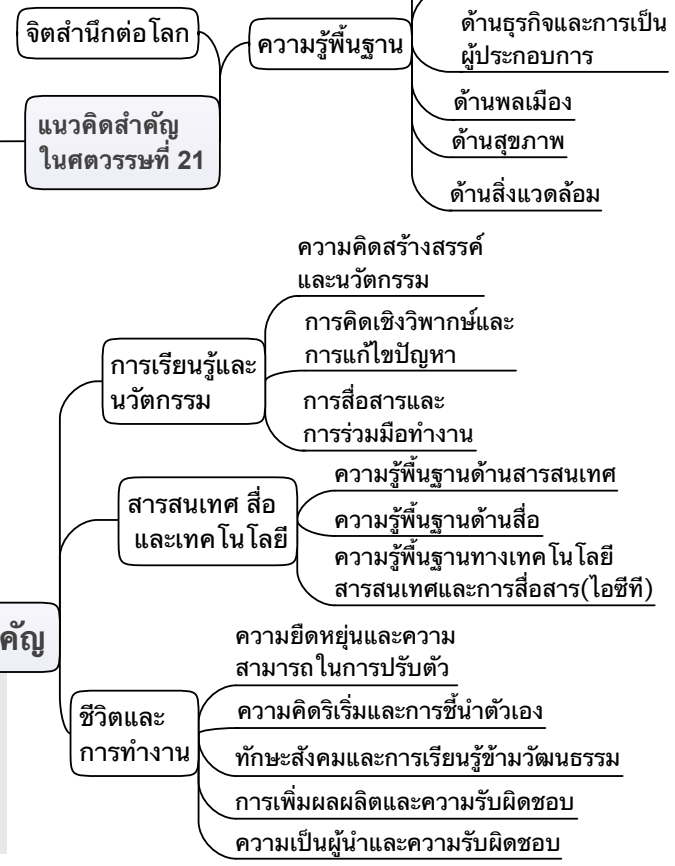 จิตสำนึกต่อโลก
ความรู้พื้นฐาน
ด้านธุรกิจและการเป็น
ผู้ประกอบการ
ด้านพลเมือง
ด้านสุขภาพ
ด้านสิ่งแวดล้อม
แนวคิดสำคัญ
ในศตวรรษที่ 21
ความคิดสร้างสรรค์
และนวัตกรรม
การคิดเชิงวิพากษ์และ
การแก้ไขปัญหา
การสื่อสารและ
การร่วมมือทำงาน
การเรียนรู้และ
นวัตกรรม
สารสนเทศ สื่อ
และเทคโนโลยี
ความรู้พื้นฐานด้านสารสนเทศ
ความรู้พื้นฐานด้านสื่อ
ความรู้พื้นฐานทางเทคโนโลยี
สารสนเทศและการสื่อสาร(ไอซีที)
คัญ
ชีวิตและ
การทำงาน
ความยืดหยุ่นและความ
สามารถในการปรับตัว
ความคิดริเริ่มและการชี้นำตัวเอง
ทักษะสังคมและการเรียนรู้ข้ามวัฒนธรรม
การเพิ่มผลผลิตและความรับผิดชอบ
ความเป็นผู้นำและความรับผิดชอบ